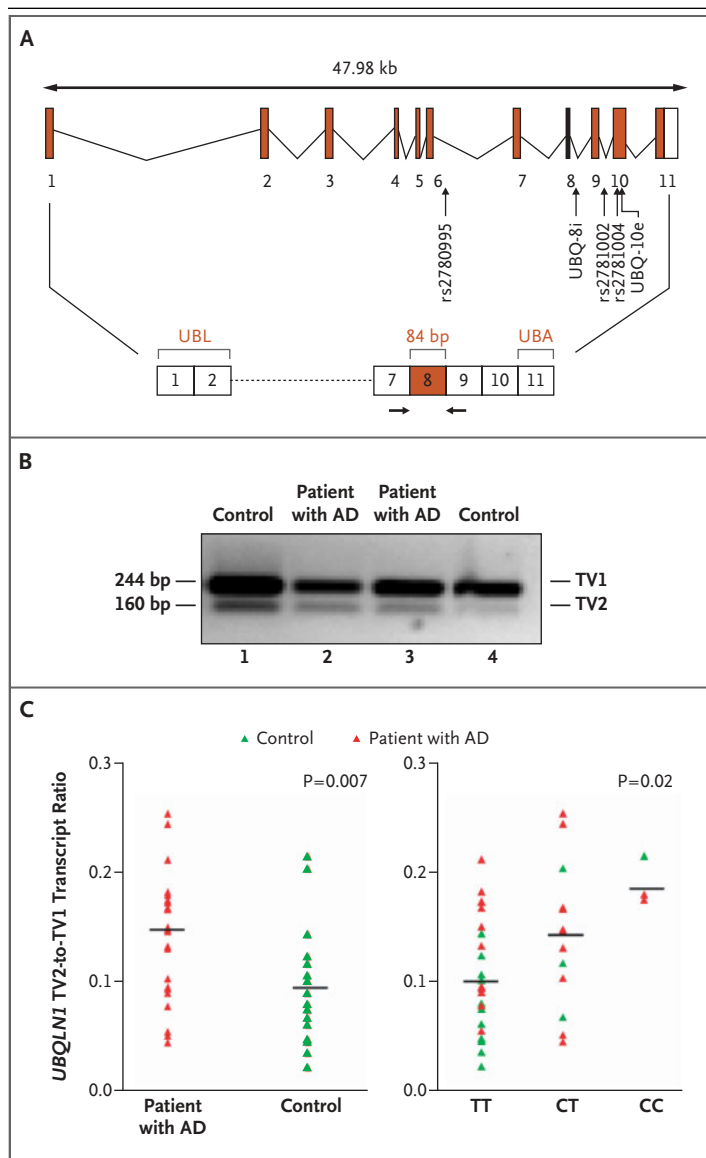 A
47.98 kb
1 2 3 4 5 6 7 8 9 10 11
rs2780995
UBQ-8i
rs2781002
rs2781004
UBQ-10e
UBL 84 bp UBA
1 2 7 8 9 10 11
B
Control Patient with AD Patient with AD Control
244 bp TV1
160 bp TV2
1 2 3 4
C
Control Patient with AD
UBQLN1 TV2-to-TV1 Transcript Ratio
0.3
0.2
0.1
0.0
P=0.007
Patient with AD Control
0.3
0.2
0.1
0.0
P=0.02
TT CT CC